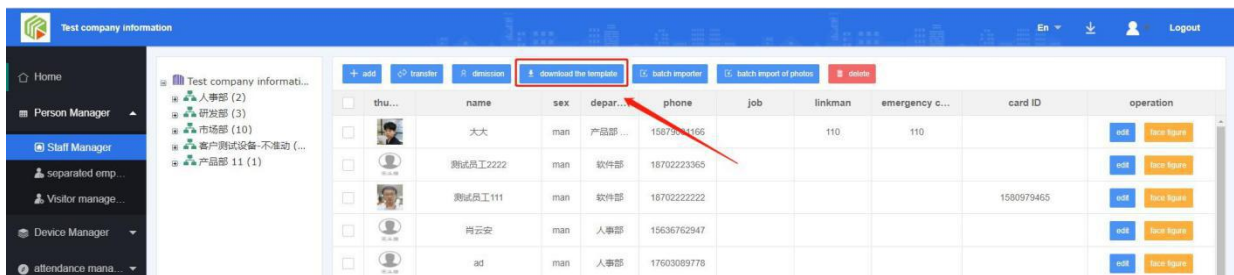 Test company information
En
Logout
Home
Person Manager
Staff Manager
separated emp...
Visitor manage...
Device Manager
attendance mana...
Test company informati...
人事部 (2)
研发部 (3)
市场部 (10)
客户测试设备-不准动 (...
产品部 11 (1)
add transfer dimission download the template batch importer batch import of photos delete
thu... name sex depar... phone job linkman emergency c... card ID operation
大大 man 产品部 ... 110 110 edit face figure
测试员工2222 man 软件部 18702223365 edit face figure
测试员工111 man 软件部 18702222222 1580979465 edit face figure
肖云安 man 人事部 15636762947 edit face figure
ad man 人事部 17603089778 edit face figure